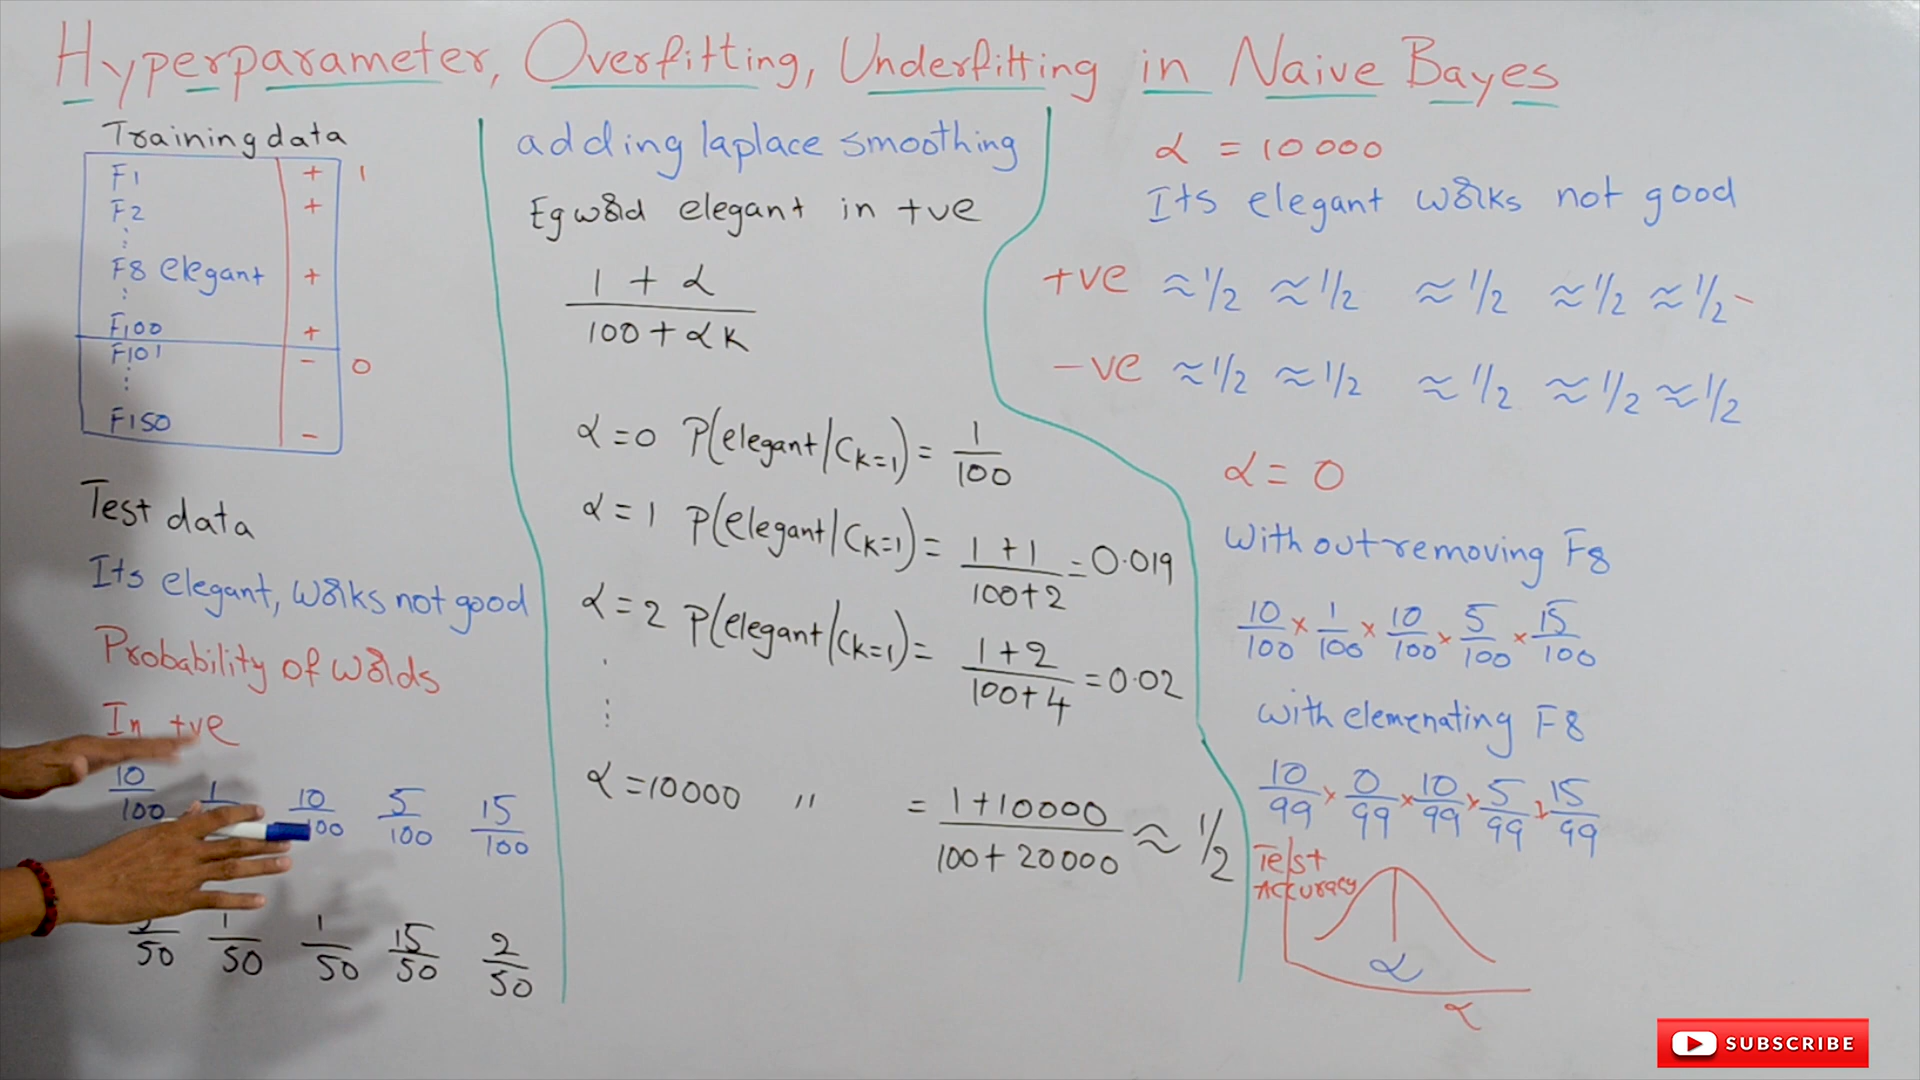 Hyperparameter, Overfitting, Underfitting in Naive Bayes
Training data
F1 + 1
F2 +
⋮
F8 elegant +
⋮
F100 +
F101 - 0
⋮
F150 -
Test data
Its elegant, works not good
Probability of words
In +ve
10/100 1/ 10/100 5/100 15/100
/50 1/50 1/50 15/50 2/50
adding laplace smoothing
Eg word elegant in +ve
1 + α / 100 + αK
α = 0 P(elegant/C_K=1) = 1/100
α = 1 P(elegant/C_K=1) = 1+1 / 100+2 = 0.019
α = 2 P(elegant/C_K=1) = 1+2 / 100+4 = 0.02
⋮
α = 10000 " = 1+10000 / 100+20000 ≈ 1/2
α = 10000
Its elegant works not good
+ve ≈1/2 ≈1/2 ≈1/2 ≈1/2 ≈1/2
-ve ≈1/2 ≈1/2 ≈1/2 ≈1/2 ≈1/2
α = 0
Without removing F8
10/100 × 1/100 × 10/100 × 5/100 × 15/100
with elemenating F8
10/99 × 0/99 × 10/99 × 5/99 × 15/99
Test
Accuracy
α
α
SUBSCRIBE